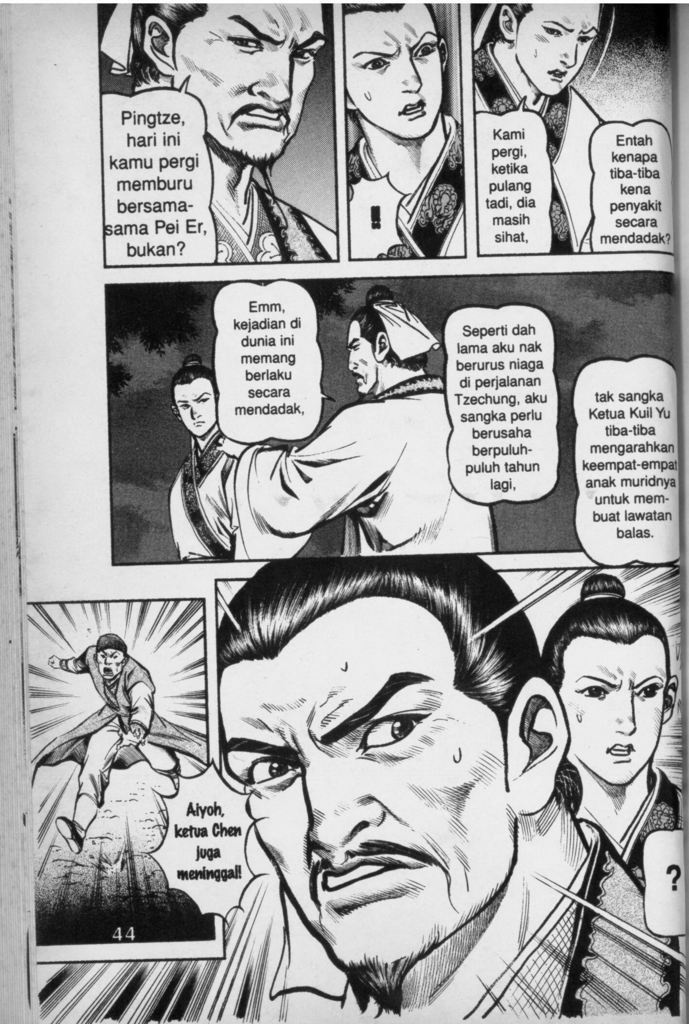 Pingtze,
hari ini
kamu pergi
memburu
bersama-
sama Pei Er,
bukan?
!!
Kami
pergi,
ketika
pulang
tadi, dia
masih
sihat,
Entah
kenapa
tiba-tiba
kena
penyakit
secara
mendadak?
Emm,
kejadian di
dunia ini
memang
berlaku
secara
mendadak,
Seperti dah
lama aku nak
berurus niaga
di perjalanan
Tzechung, aku
sangka perlu
berusaha
berpuluh-
puluh tahun
lagi,
tak sangka
Ketua Kuil Yu
tiba-tiba
mengarahkan
keempat-empat
anak muridnya
untuk mem-
buat lawatan
balas.
Aiyoh,
ketua Chen
juga
meninggal!
?
44